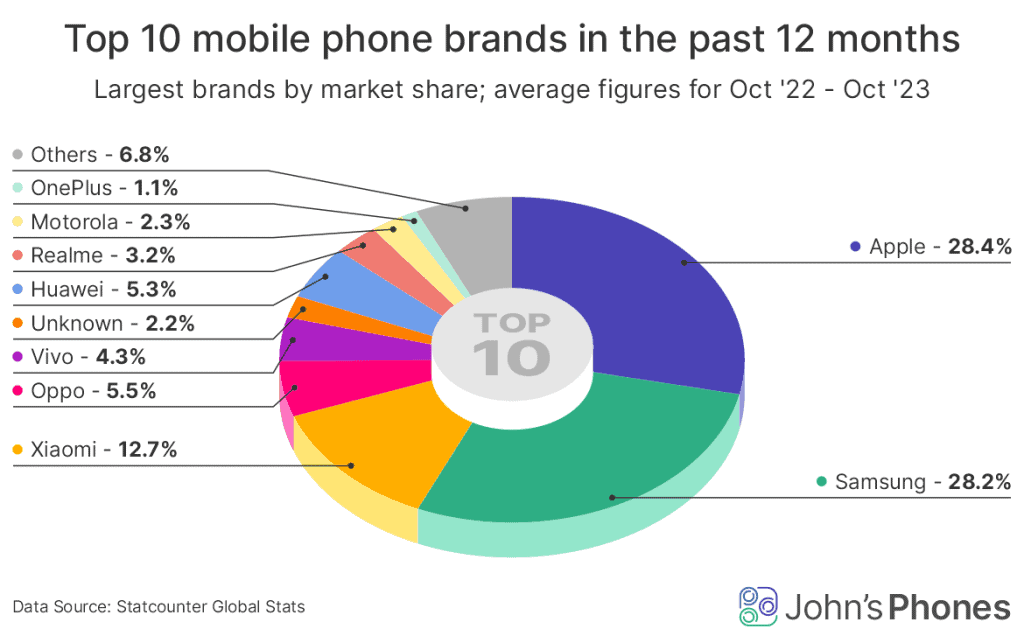 Top 10 mobile phone brands in the past 12 months
Largest brands by market share; average figures for Oct '22 - Oct '23
Others - 6.8%
OnePlus - 1.1%
Motorola - 2.3%
Realme - 3.2%
Huawei - 5.3%
Unknown - 2.2%
Vivo - 4.3%
Oppo - 5.5%
Xiaomi - 12.7%
Apple - 28.4%
Samsung - 28.2%
TOP
10
Data Source: Statcounter Global Stats
John's Phones